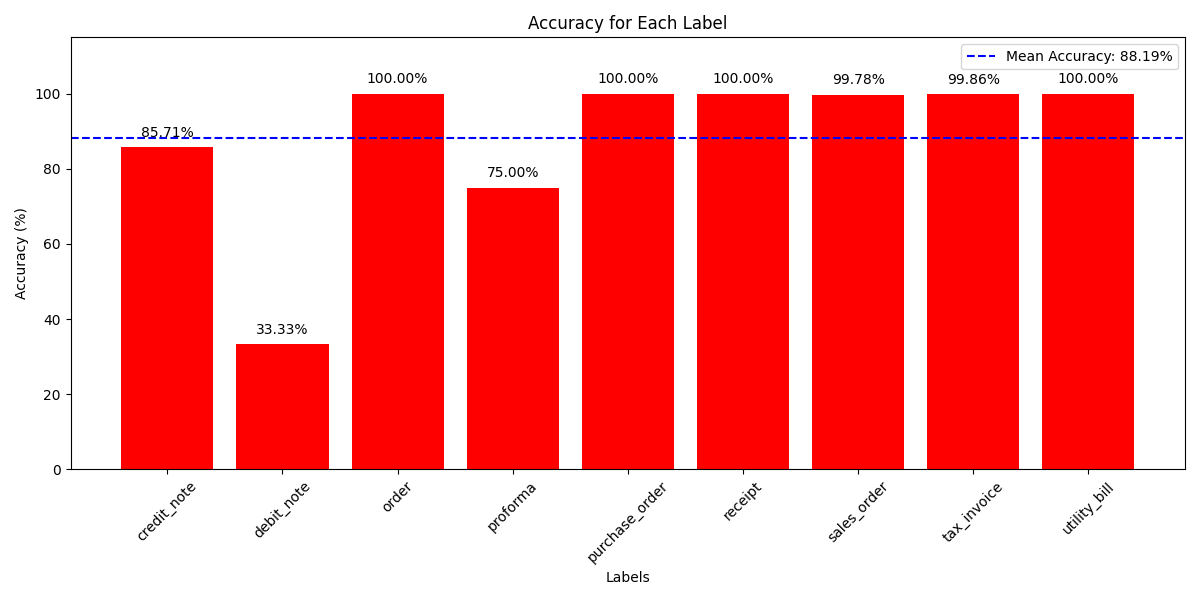 Accuracy for Each Label
Mean Accuracy: 88.19%
Accuracy (%)
100
80
60
40
20
0
85.71%
33.33%
100.00%
75.00%
100.00%
100.00%
99.78%
99.86%
100.00%
credit_note
debit_note
order
proforma
purchase_order
receipt
sales_order
tax_invoice
utility_bill
Labels